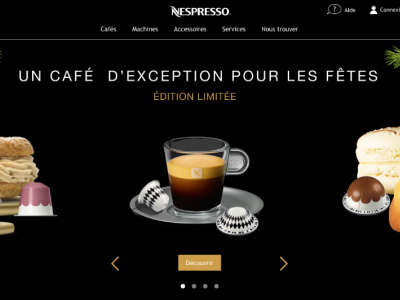 NESPRESSO
Aide
Connexi
Cafés Machines Accessoires Services Nous trouver
UN CAFÉ D'EXCEPTION POUR LES FÊTES
ÉDITION LIMITÉE
Découvrir